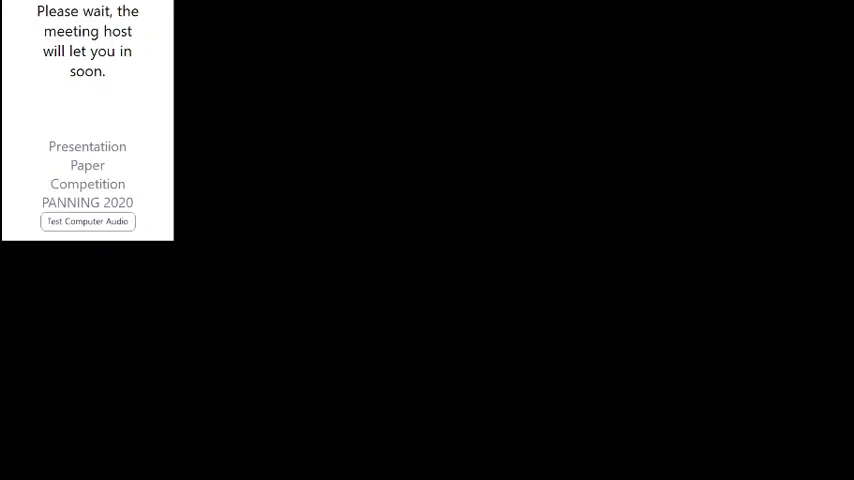 Please wait, the
meeting host
will let you in
soon.
Presentatiion
Paper
Competition
PANNING 2020
Test Computer Audio